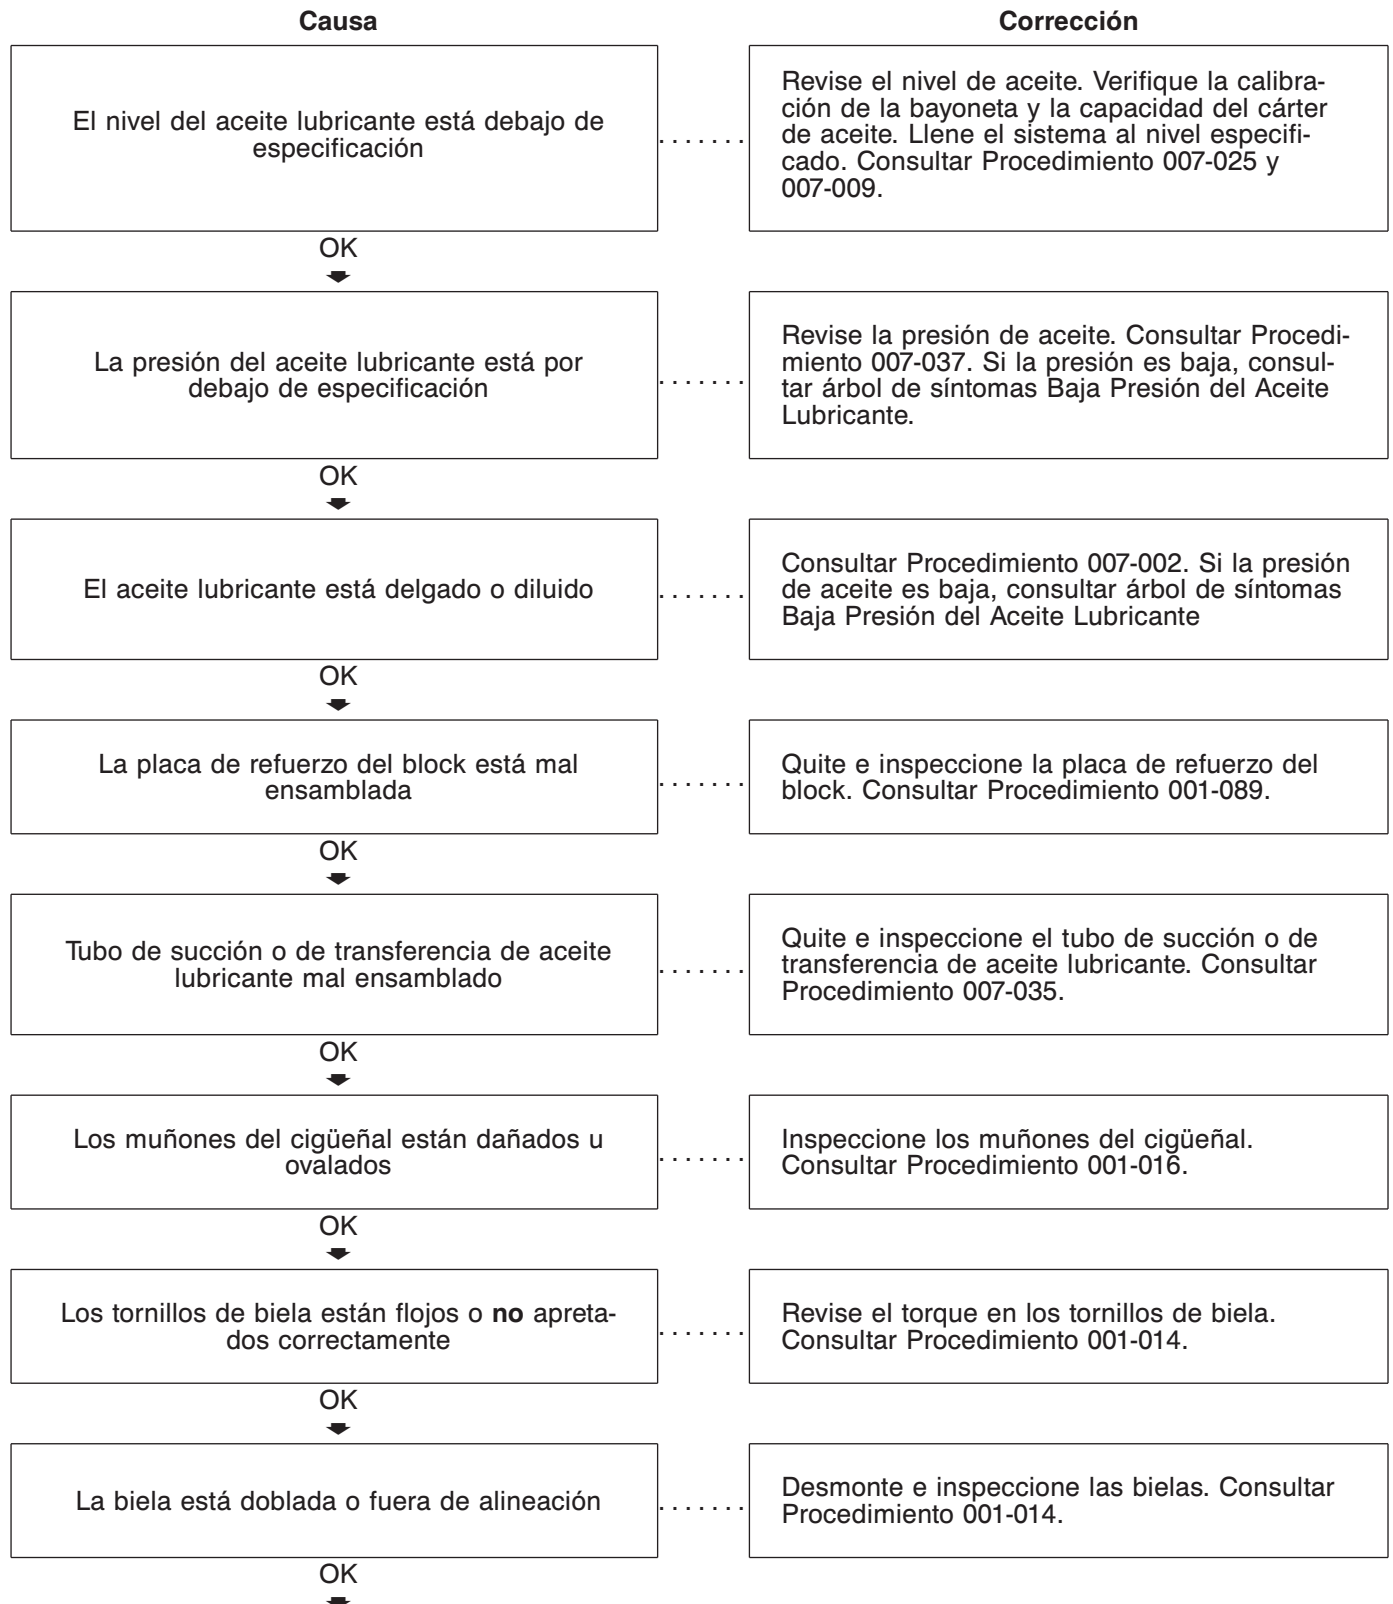 Causa
Corrección
El nivel del aceite lubricante está debajo de
especificación
. . . . . . .
Revise el nivel de aceite. Verifique la calibra-
ción de la bayoneta y la capacidad del cárter
de aceite. Llene el sistema al nivel especifi-
cado. Consultar Procedimiento 007-025 y
007-009.
OK
La presión del aceite lubricante está por
debajo de especificación
. . . . . . .
Revise la presión de aceite. Consultar Procedi-
miento 007-037. Si la presión es baja, consul-
tar árbol de síntomas Baja Presión del Aceite
Lubricante.
OK
El aceite lubricante está delgado o diluido
. . . . . . .
Consultar Procedimiento 007-002. Si la presión
de aceite es baja, consultar árbol de síntomas
Baja Presión del Aceite Lubricante
OK
La placa de refuerzo del block está mal
ensamblada
. . . . . . .
Quite e inspeccione la placa de refuerzo del
block. Consultar Procedimiento 001-089.
OK
Tubo de succión o de transferencia de aceite
lubricante mal ensamblado
. . . . . . .
Quite e inspeccione el tubo de succión o de
transferencia de aceite lubricante. Consultar
Procedimiento 007-035.
OK
Los muñones del cigüeñal están dañados u
ovalados
. . . . . . .
Inspeccione los muñones del cigüeñal.
Consultar Procedimiento 001-016.
OK
Los tornillos de biela están flojos o no apreta-
dos correctamente
. . . . . . .
Revise el torque en los tornillos de biela.
Consultar Procedimiento 001-014.
OK
La biela está doblada o fuera de alineación
. . . . . . .
Desmonte e inspeccione las bielas. Consultar
Procedimiento 001-014.
OK